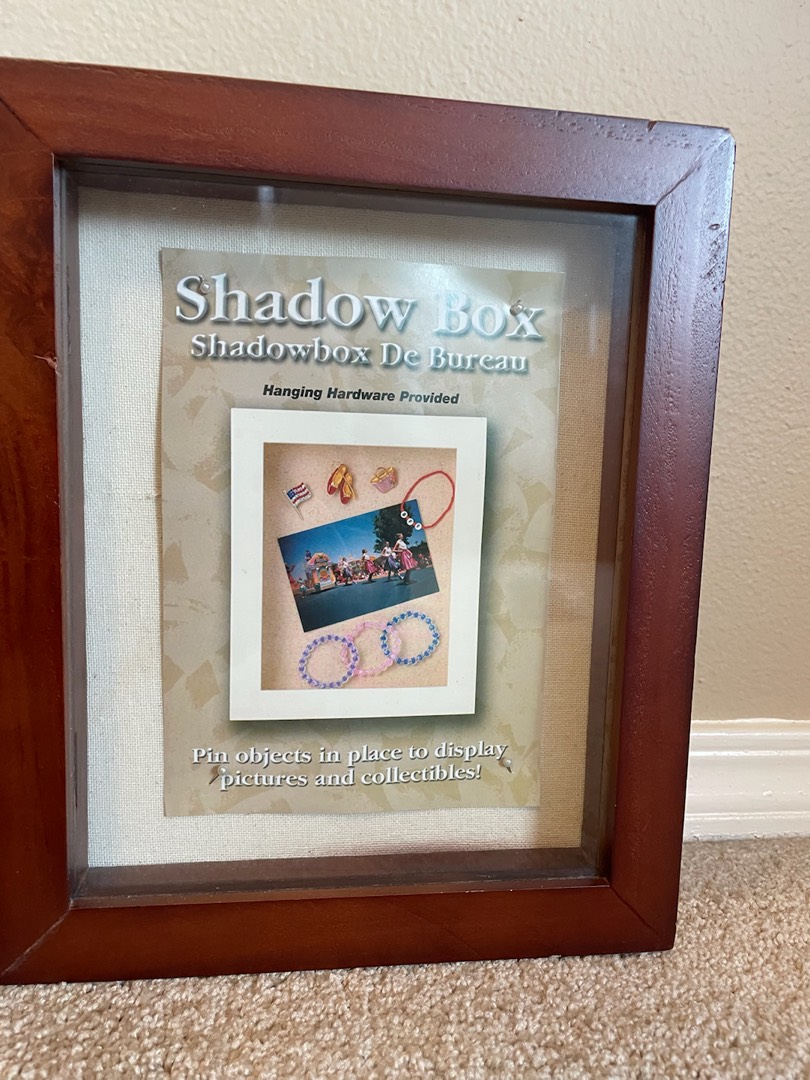 Shadow Box
Shadowbox De Bureau
Hanging Hardware Provided
Pin objects in place to display
pictures and collectibles!